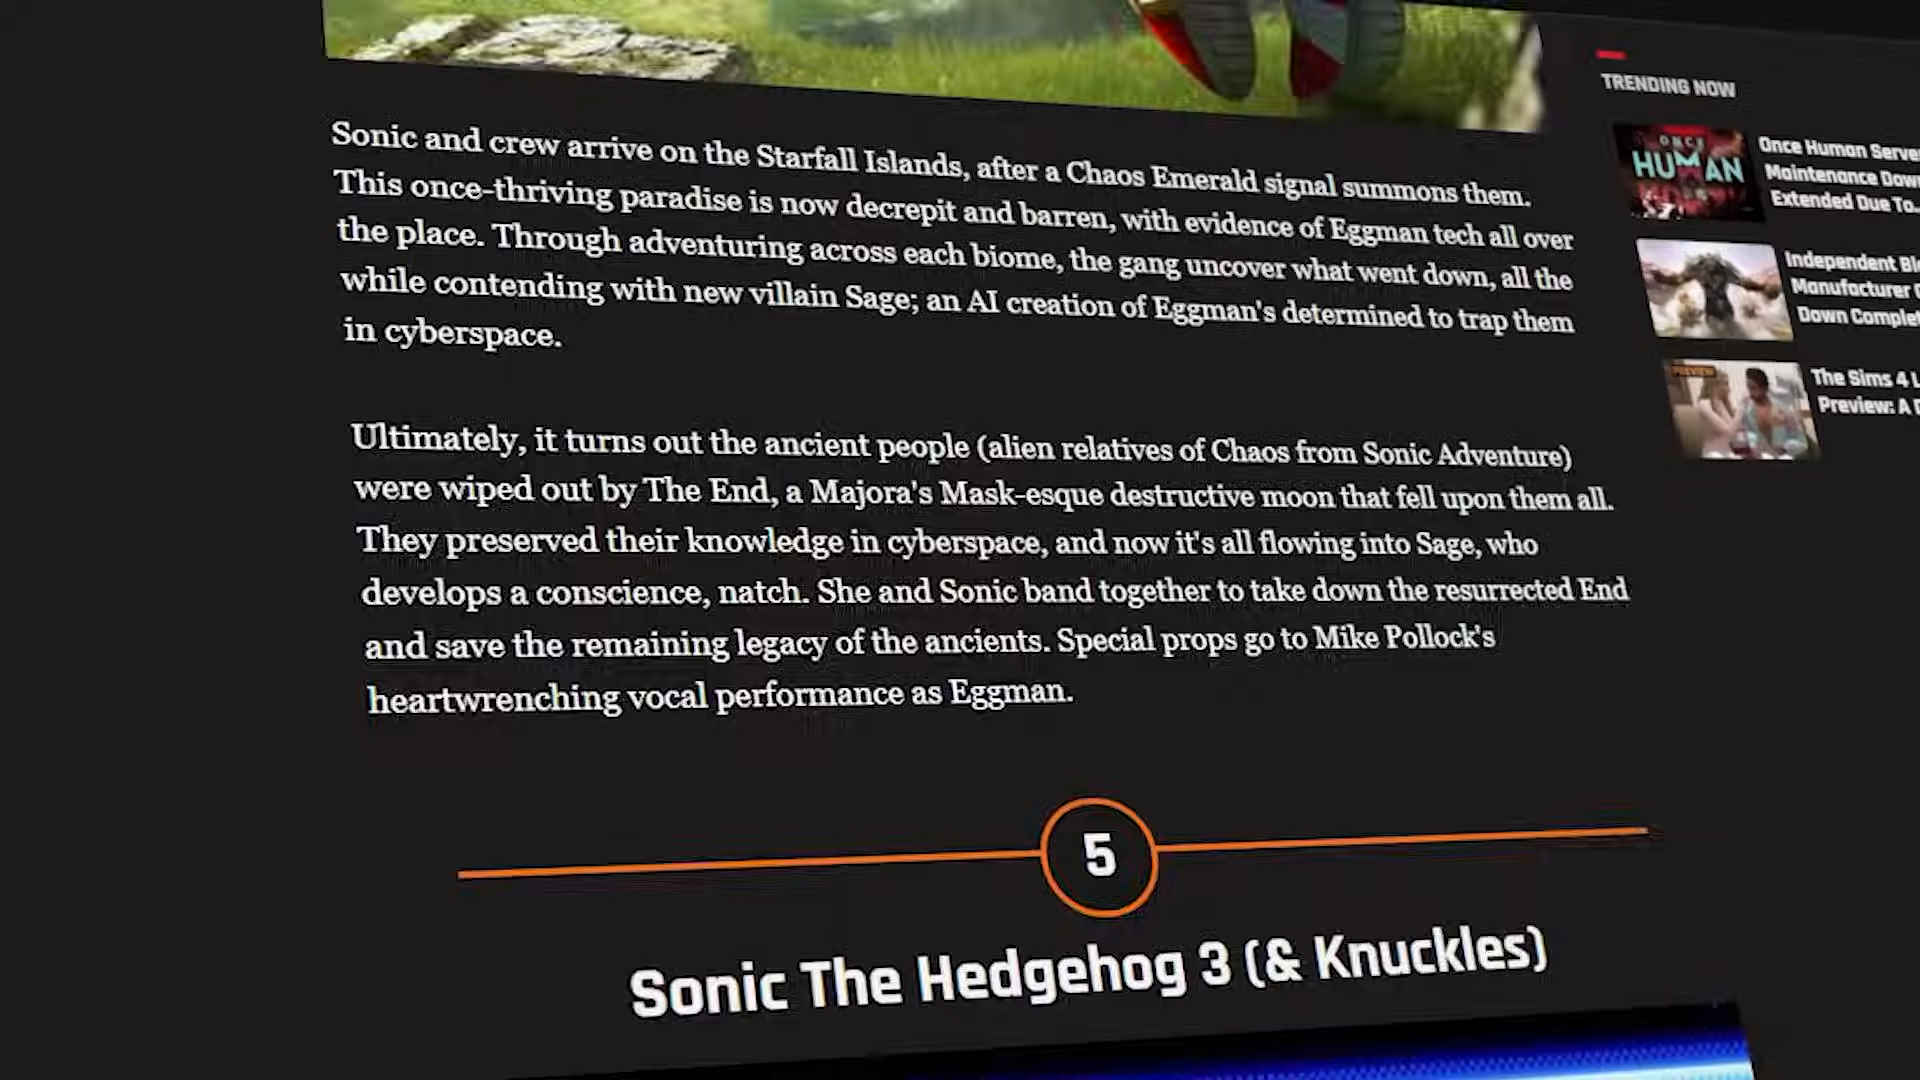 Sonic and crew arrive on the Starfall Islands, after a Chaos Emerald signal summons them.
This once-thriving paradise is now decrepit and barren, with evidence of Eggman tech all over
the place. Through adventuring across each biome, the gang uncover what went down, all the
while contending with new villain Sage; an AI creation of Eggman's determined to trap them
in cyberspace.
Ultimately, it turns out the ancient people (alien relatives of Chaos from Sonic Adventure)
were wiped out by The End, a Majora's Mask-esque destructive moon that fell upon them all.
They preserved their knowledge in cyberspace, and now it's all flowing into Sage, who
develops a conscience, natch. She and Sonic band together to take down the resurrected End
and save the remaining legacy of the ancients. Special props go to Mike Pollock's
heartwrenching vocal performance as Eggman.
5
Sonic The Hedgehog 3 (& Knuckles)
TRENDING NOW
ONCE
HUMAN
Once Human Serve
Maintenance Dow
Extended Due To..
Independent Bl
Manufacturer
Down Complet
PREVIEW
The Sims 4 L
Preview: A